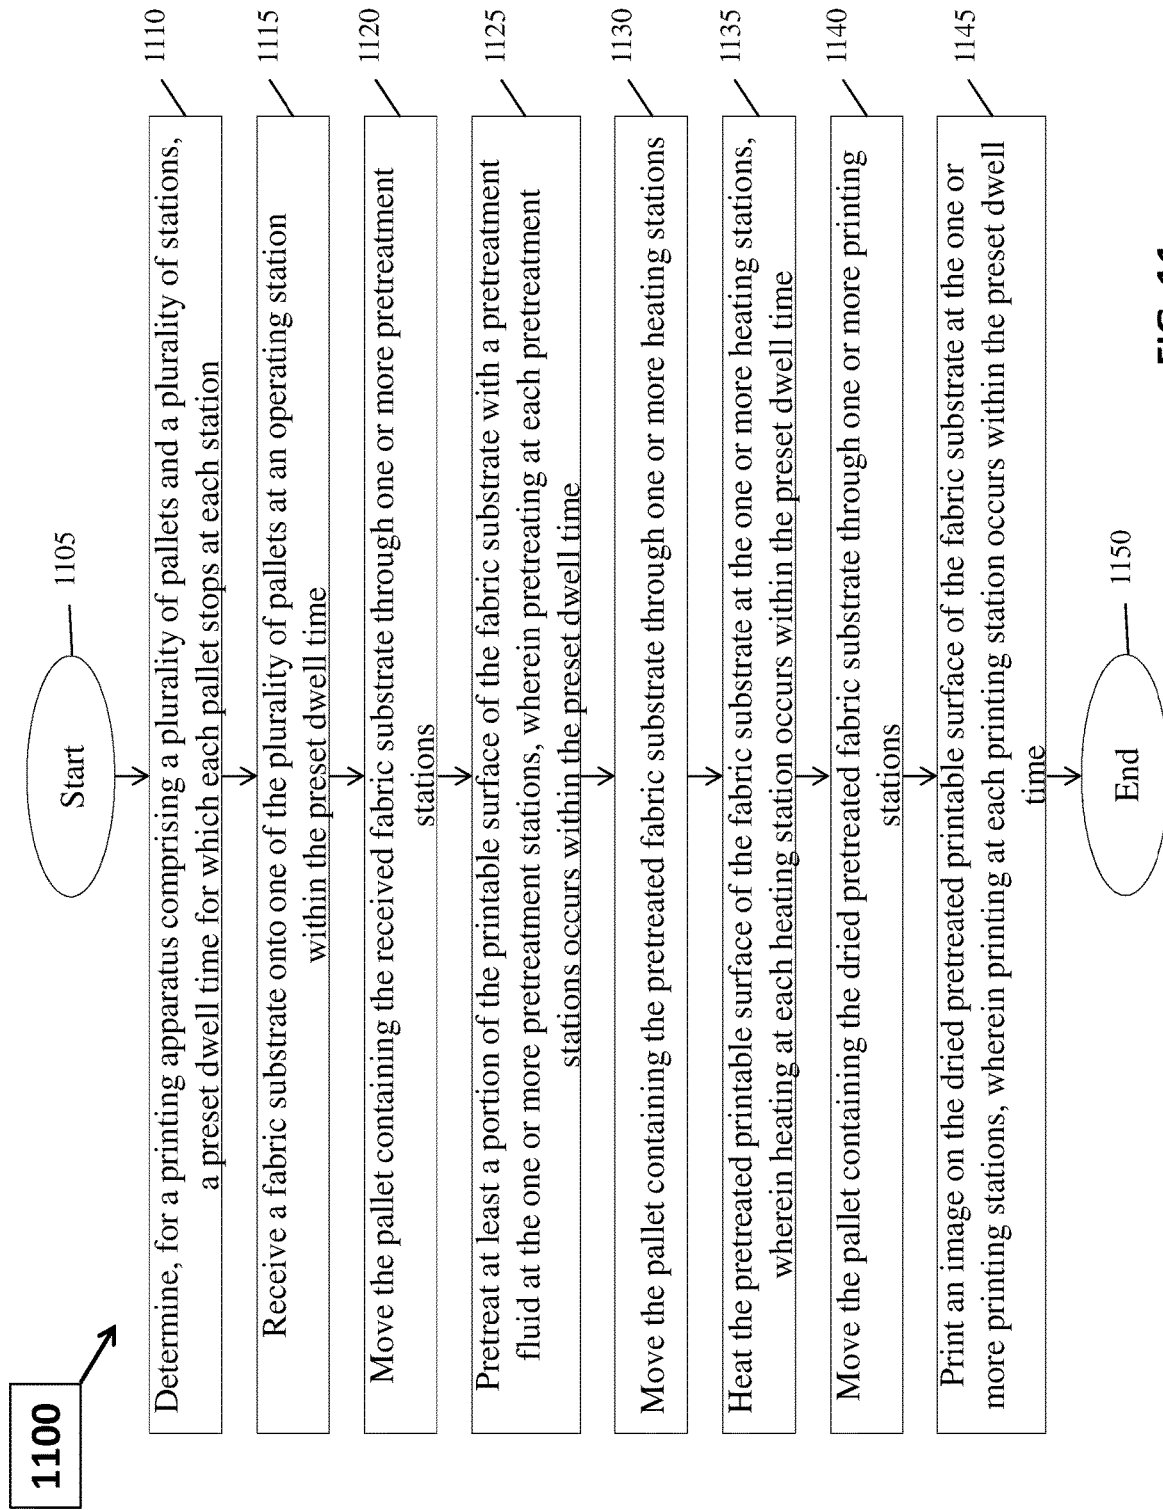 1100
Start
1105
Determine, for a printing apparatus comprising a plurality of pallets and a plurality of stations,
a preset dwell time for which each pallet stops at each station
1110
Receive a fabric substrate onto one of the plurality of pallets at an operating station
within the preset dwell time
1115
Move the pallet containing the received fabric substrate through one or more pretreatment
stations
1120
Pretreat at least a portion of the printable surface of the fabric substrate with a pretreatment
fluid at the one or more pretreatment stations, wherein pretreating at each pretreatment
stations occurs within the preset dwell time
1125
Move the pallet containing the pretreated fabric substrate through one or more heating stations
1130
Heat the pretreated printable surface of the fabric substrate at the one or more heating stations,
wherein heating at each heating station occurs within the preset dwell time
1135
Move the pallet containing the dried pretreated fabric substrate through one or more printing
stations
1140
Print an image on the dried pretreated printable surface of the fabric substrate at the one or
more printing stations, wherein printing at each printing station occurs within the preset dwell
time
1145
End
1150